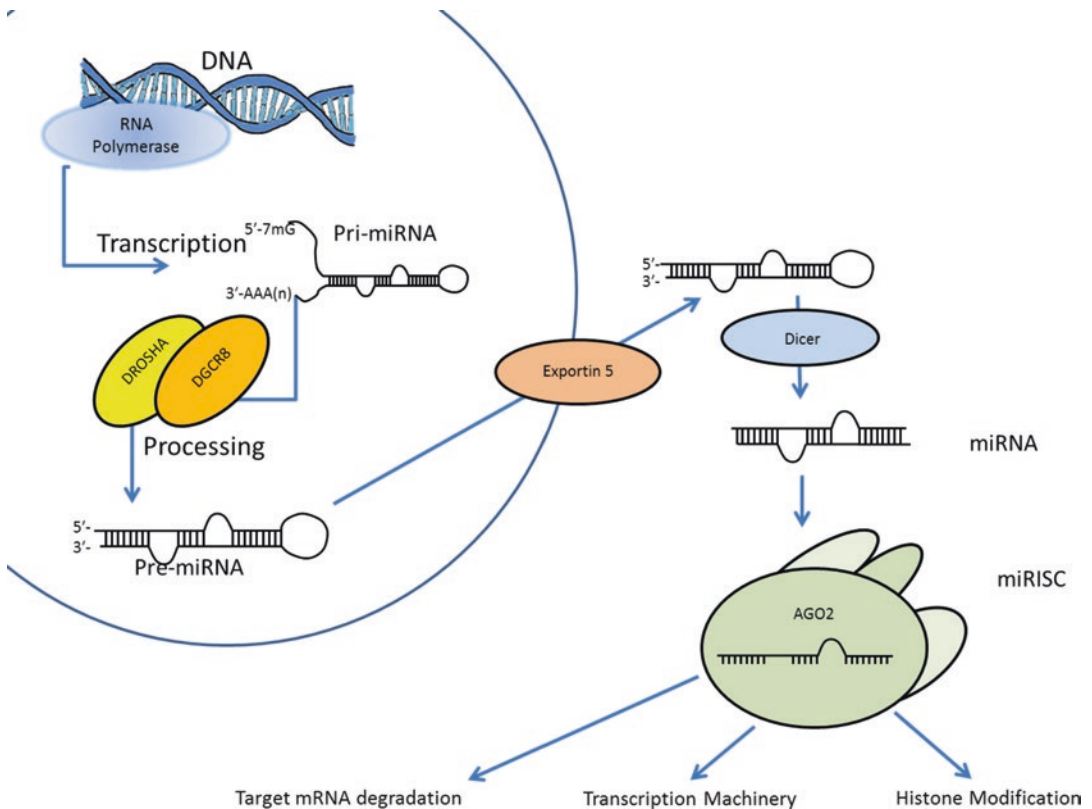 DNA
RNA
Polymerase
5'-7mG
Transcription
Pri-miRNA
3'-AAA(n)
DROSHA
DGCR8
Processing
5'-
3'-
Pre-miRNA
Exportin 5
5'-
3'-
Dicer
miRNA
miRISC
AGO2
Target mRNA degradation
Transcription Machinery
Histone Modification